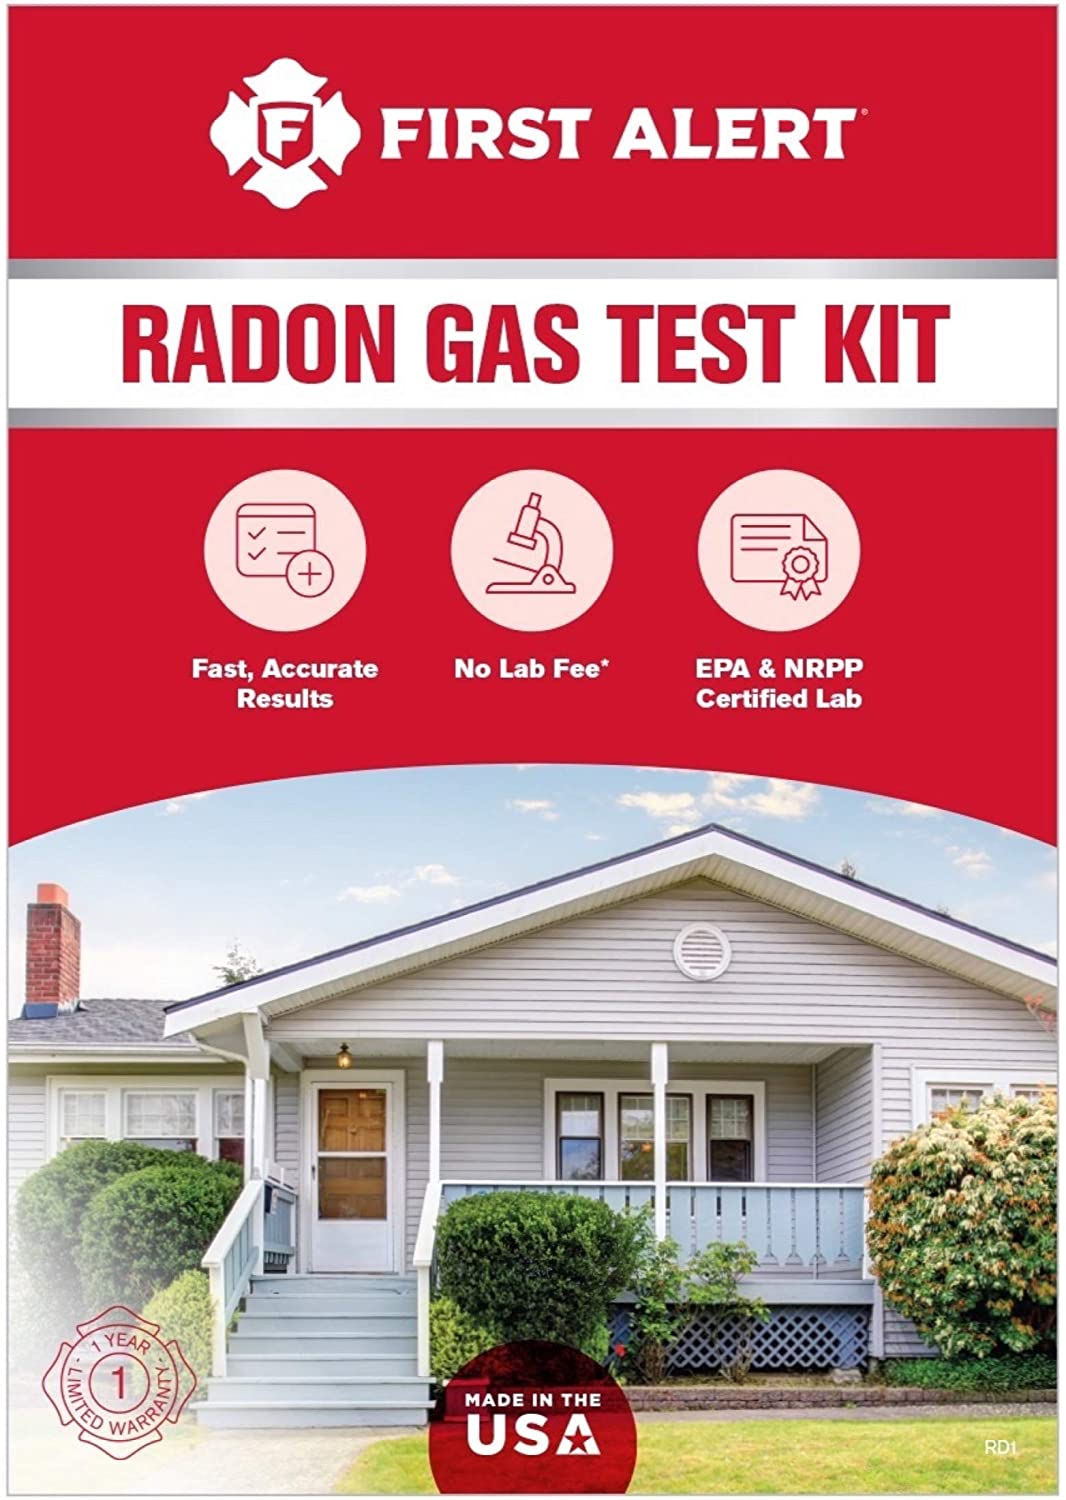 F FIRST ALERT®
RADON GAS TEST KIT
Fast, Accurate
Results
No Lab Fee*
EPA & NRPP
Certified Lab
1 YEAR
1
LIMITED WARRANTY
MADE IN THE
USA
RD1